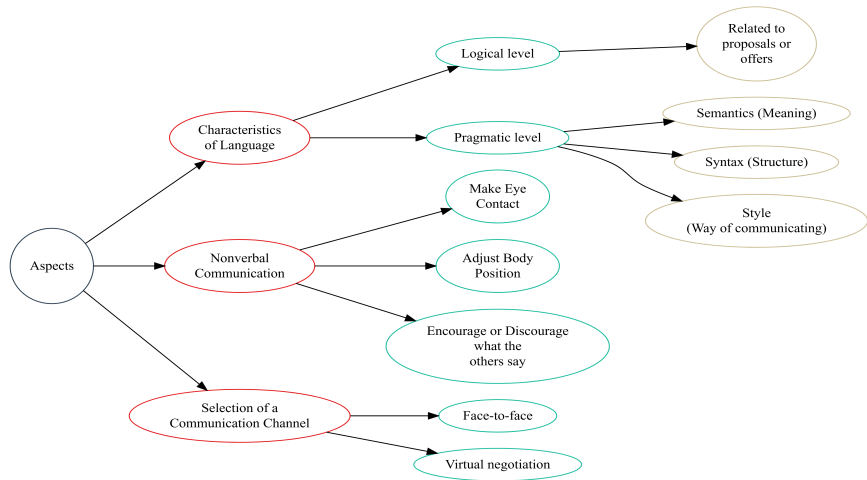 Related to
proposals or
offers
Logical level
Semantics (Meaning)
Characteristics
of Language
Pragmatic level
Syntax (Structure)
Make Eye
Contact
Style
(Way of communicating)
Aspects
Nonverbal
Communication
Adjust Body
Position
Encourage or Discourage
what the
others say
Selection of a
Communication Channel
Face-to-face
Virtual negotiation